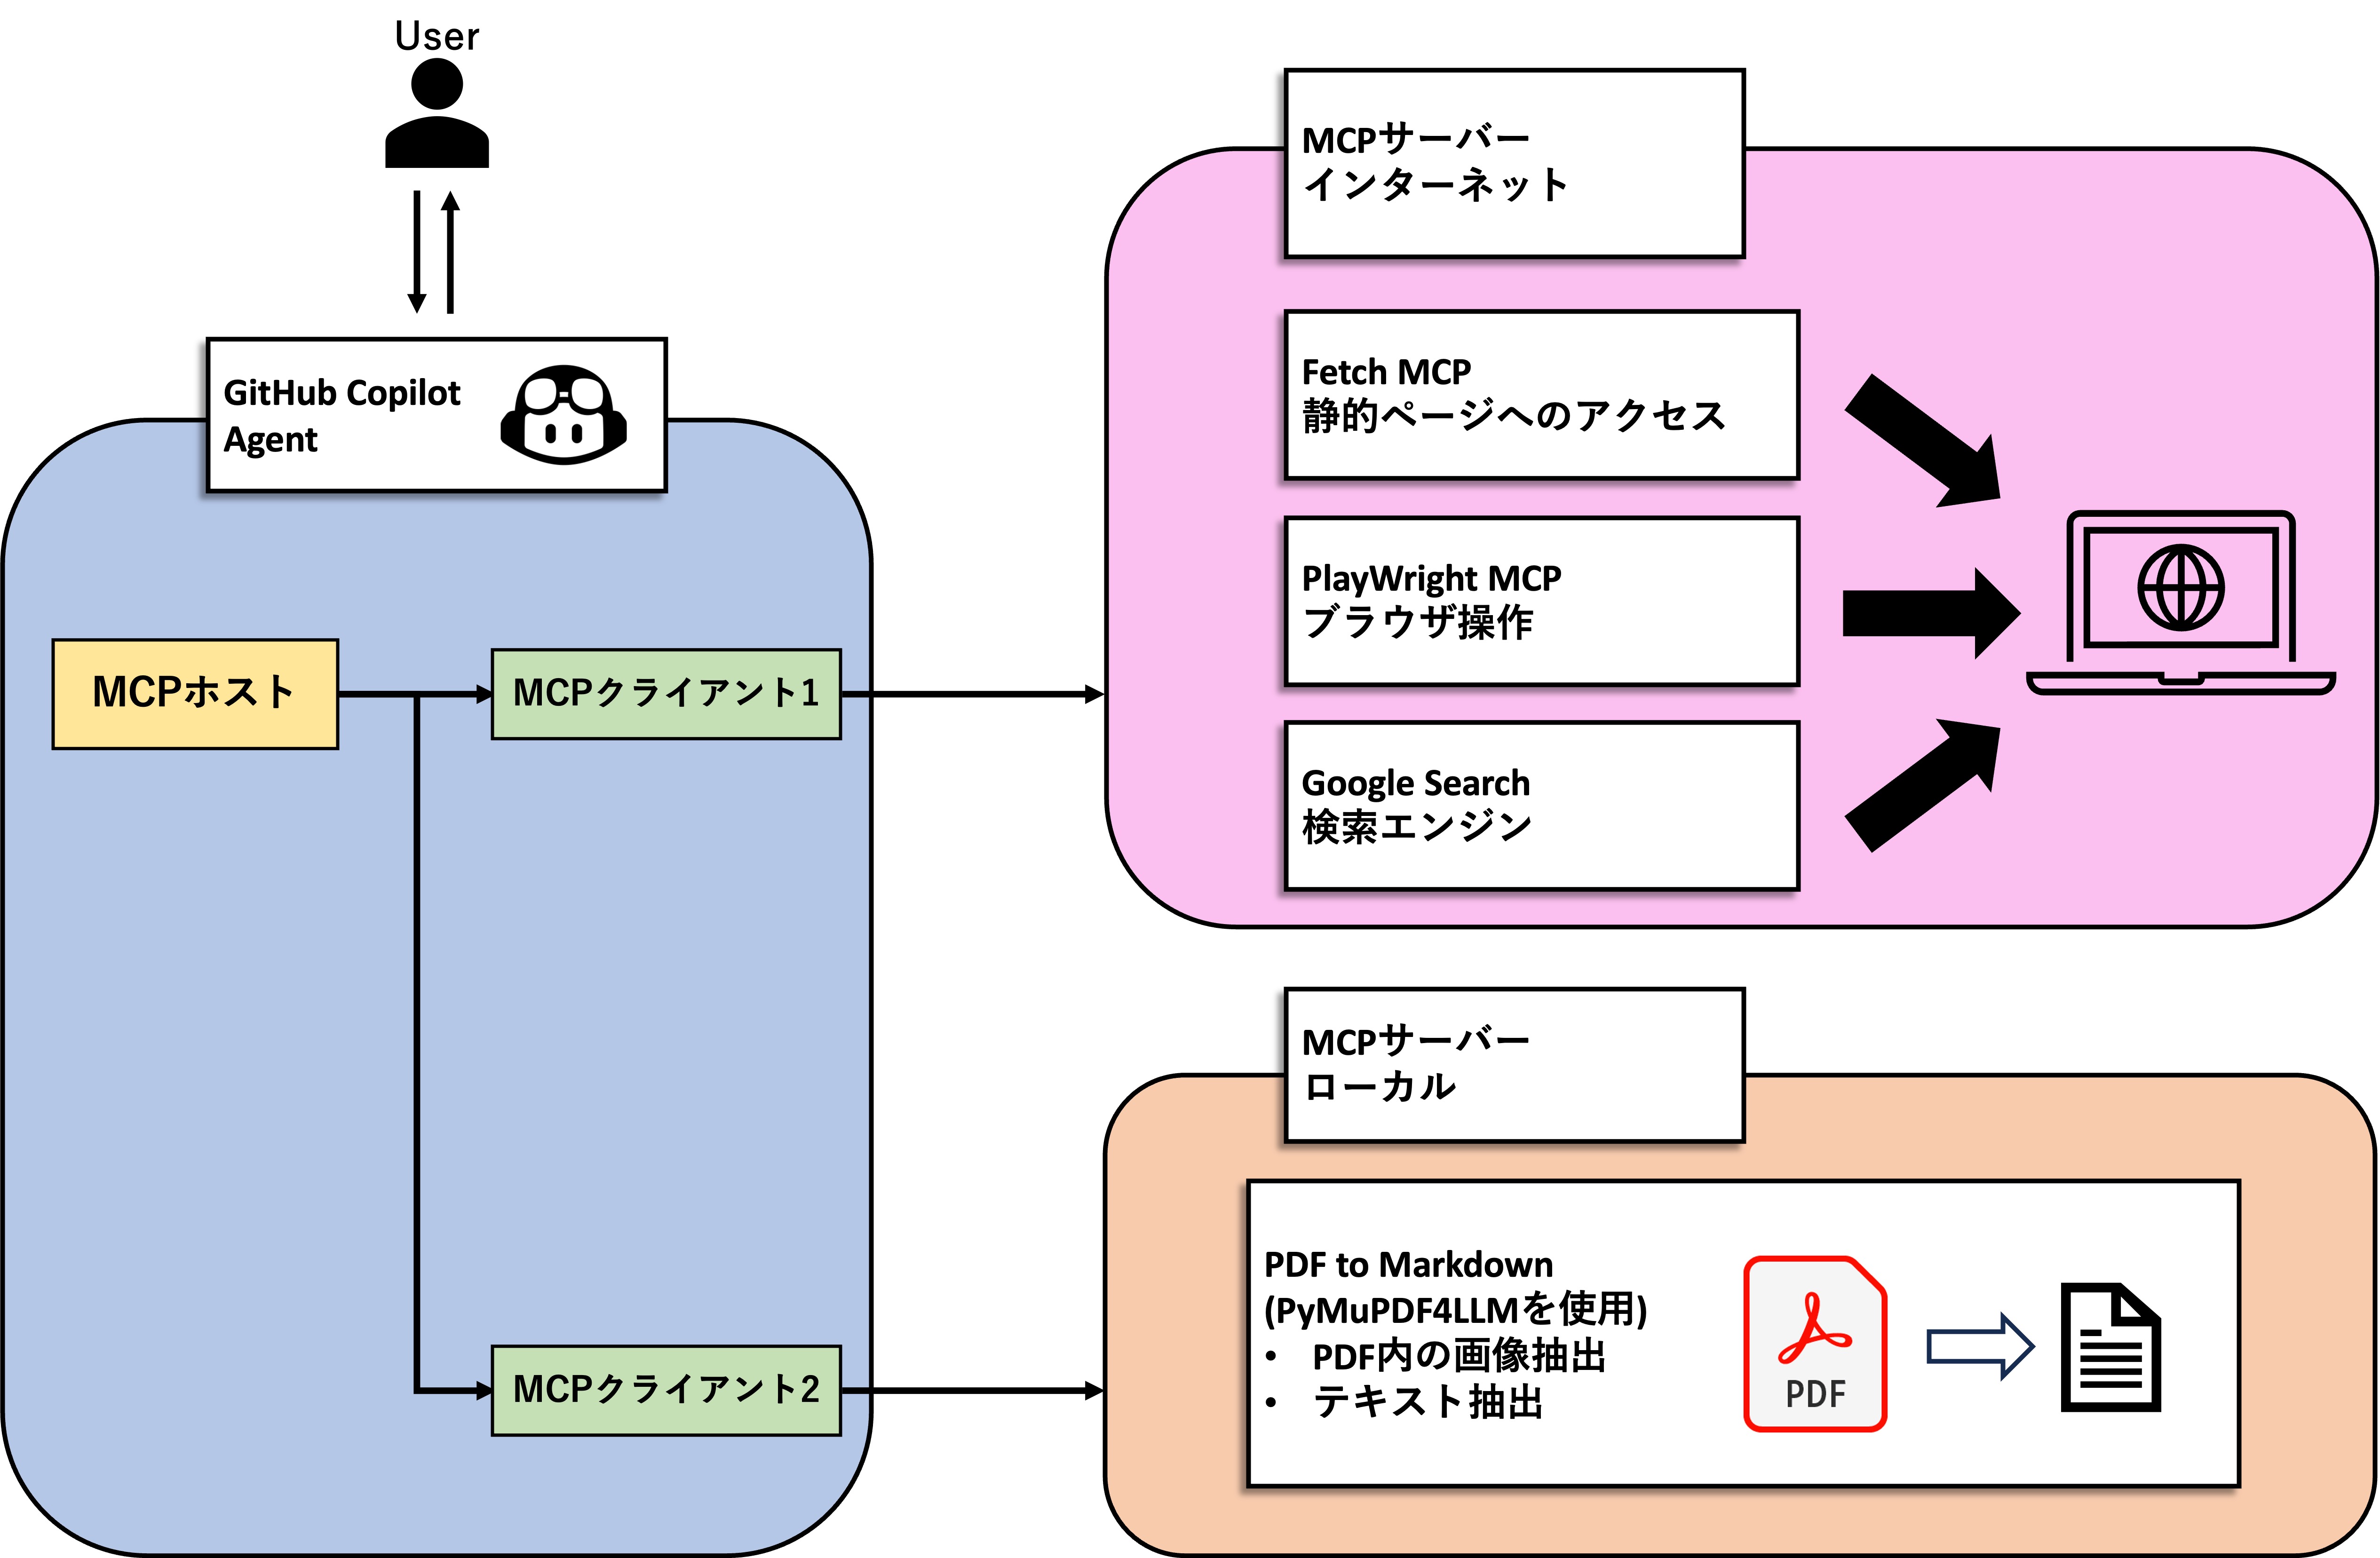 User
GitHub Copilot
Agent
MCPホスト
MCPクライアント1
MCPクライアント2
MCPサーバー
インターネット
Fetch MCP
静的ページへのアクセス
PlayWright MCP
ブラウザ操作
Google Search
検索エンジン
MCPサーバー
ローカル
PDF to Markdown
(PyMuPDF4LLMを使用)
• PDF内の画像抽出
• テキスト抽出
PDF